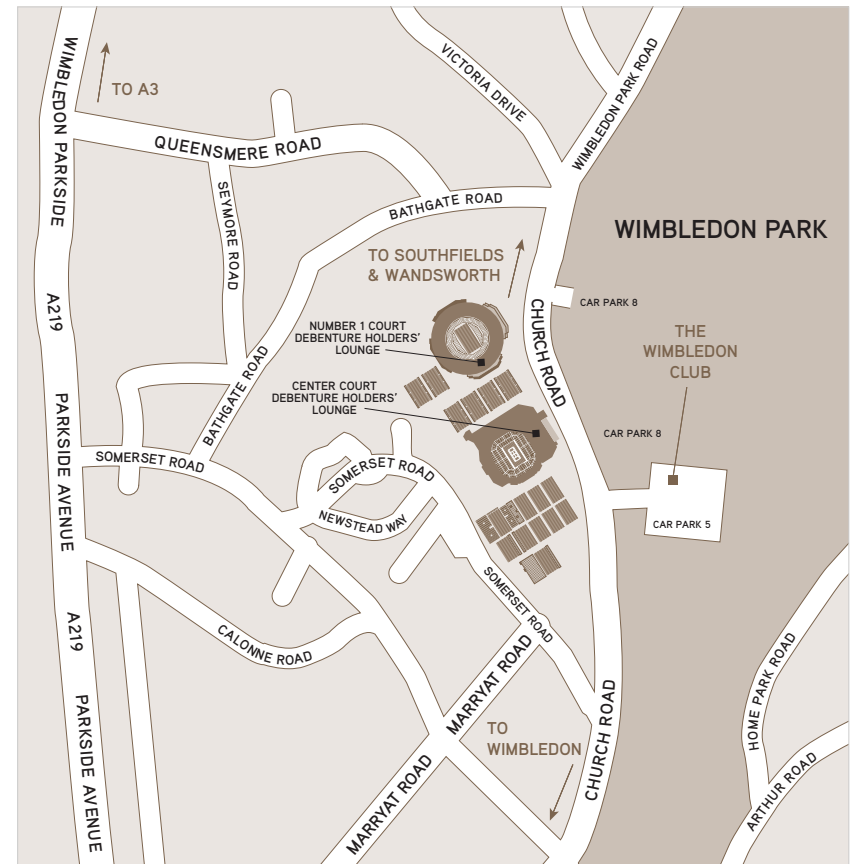 WIMBLEDON PARKSIDE
TO A3
VICTORIA DRIVE
WIMBLEDON PARK ROAD
QUEENSMERE ROAD
SEYMORE ROAD
BATHGATE ROAD
WIMBLEDON PARK
TO SOUTHFIELDS
& WANDSWORTH
A219
CAR PARK 8
CHURCH ROAD
NUMBER 1 COURT
DEBENTURE HOLDERS'
LOUNGE
THE
WIMBLEDON
CLUB
BATHGATE ROAD
CENTER COURT
DEBENTURE HOLDERS'
LOUNGE
PARKSIDE AVENUE
CAR PARK 8
SOMERSET ROAD
SOMERSET ROAD
NEWSTEAD WAY
CAR PARK 5
SOMERSET ROAD
A219
CALONNE ROAD
MARRYAT ROAD
HOME PARK ROAD
PARKSIDE AVENUE
TO
WIMBLEDON
CHURCH ROAD
MARRYAT ROAD
ARTHUR ROAD